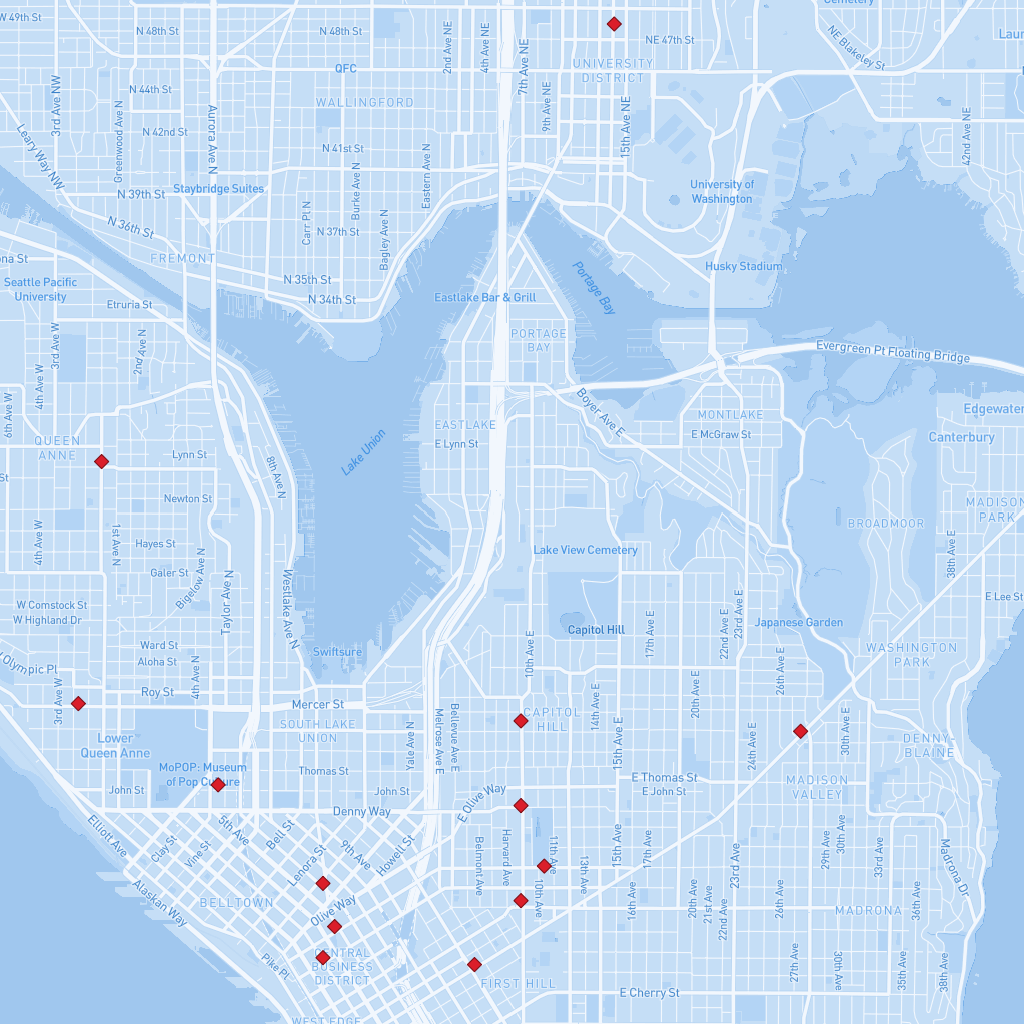 W 49th St
N 48th St
N 48th St
2nd Ave NE
4th Ave NE
7th Ave NE
NE 47th St
Cemetery
NE Blakeley St
QFC
UNIVERSITY
DISTRICT
3rd Ave NW
N 44th St
WALLINGFORD
9th Ave NE
15th Ave NE
42nd Ave NE
Greenwood Ave N
Aurora Ave N
N 42nd St
N 41st St
Leary Way NW
N 39th St
Staybridge Suites
Burke Ave N
Eastern Ave N
University of
Washington
N 36th St
Carr Pl N
N 37th St
Bagley Ave N
FREMONT
Husky Stadium
Seattle Pacific
University
N 35th St
N 34th St
Etruria St
Eastlake Bar & Grill
Portage Bay
PORTAGE
BAY
3rd Ave W
2nd Ave N
4th Ave W
6th Ave W
Evergreen Pt Floating Bridge
Boyer Ave E
MONTLAKE
Edgewater
EASTLAKE
E Lynn St
E McGraw St
Canterbury
QUEEN
ANNE
Lynn St
Lake Union
8th Ave N
Newton St
MADISON
PARK
BROADMOOR
4th Ave W
1st Ave N
Hayes St
Galer St
Bigelow Ave N
Taylor Ave N
Westlake Ave N
Lake View Cemetery
38th Ave E
E Lee St
W Comstock St
W Highland Dr
Capitol Hill
17th Ave E
22nd Ave E
23rd Ave E
Japanese Garden
Ward St
Aloha St
Swiftsure
10th Ave E
WASHINGTON
PARK
Olympic Pl
4th Ave N
3rd Ave W
Roy St
Mercer St
20th Ave E
26th Ave E
14th Ave E
15th Ave E
CAPITOL
HILL
SOUTH LAKE
UNION
Yale Ave N
Melrose Ave E
Bellevue Ave E
24th Ave E
30th Ave E
DENNY-
BLAINE
Lower
Queen Anne
MoPOP: Museum
of Pop Culture
Thomas St
John St
John St
E Olive Way
E Thomas St
E John St
MADISON
VALLEY
Denny Way
Elliott Ave
Clay St
Vine St
5th Ave
Bell St
Lenora St
9th Ave
Howell St
Belmont Ave
Harvard Ave
11th Ave
13th Ave
15th Ave
17th Ave
23rd Ave
29th Ave
30th Ave
33rd Ave
Madrona Dr
Alaskan Way
BELLTOWN
Olive Way
10th Ave
16th Ave
20th Ave
21st Ave
22nd Ave
26th Ave
36th Ave
MADRONA
Pike Pl
CENTRAL
BUSINESS
DISTRICT
FIRST HILL
E Cherry St
27th Ave
30th Ave
35th Ave
38th Ave
WEST EDGE